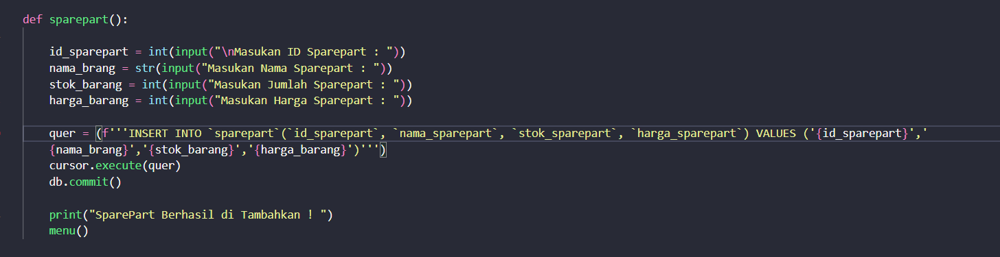 def sparepart():
id_sparepart = int(input("\nMasukan ID Sparepart : "))
nama_brang = str(input("Masukan Nama Sparepart : "))
stok_barang = int(input("Masukan Jumlah Sparepart : "))
harga_barang = int(input("Masukan Harga Sparepart : "))
quer = (f'''INSERT INTO `sparepart`(`id_sparepart`, `nama_sparepart`, `stok_sparepart`, `harga_sparepart`) VALUES ('{id_sparepart}','
{nama_brang}','{stok_barang}','{harga_barang}')''')
cursor.execute(quer)
db.commit()
print("SparePart Berhasil di Tambahkan ! ")
menu()